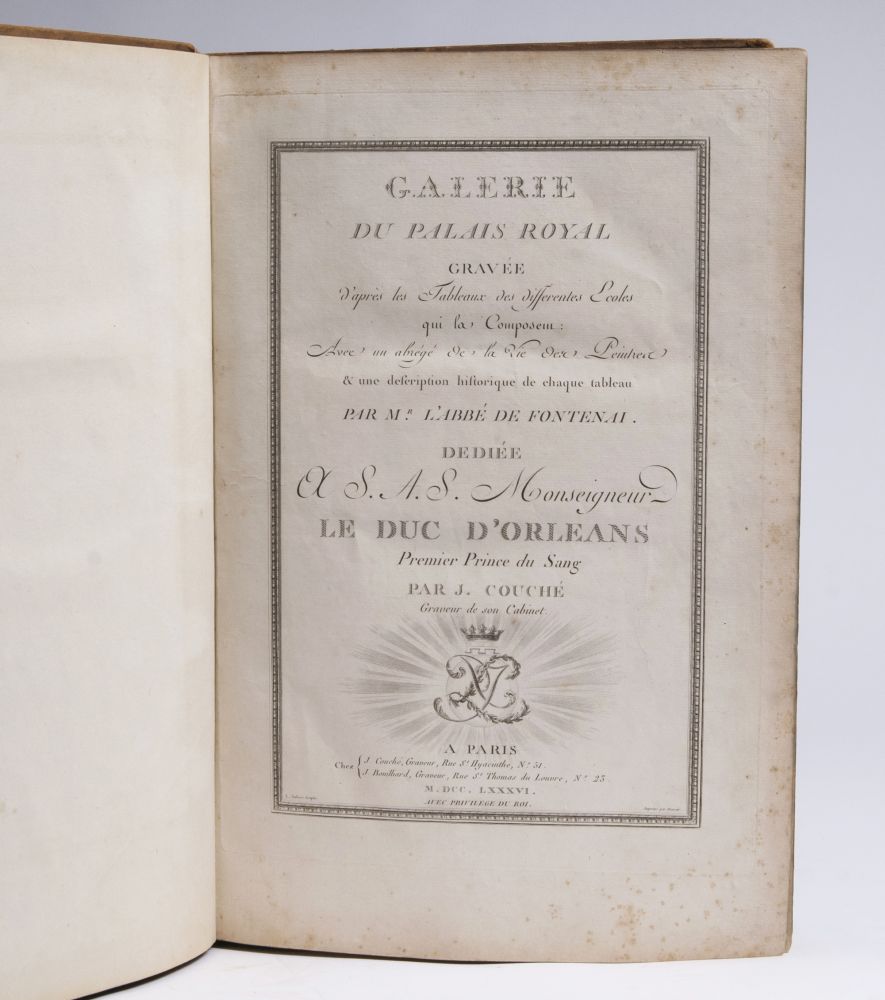 GALERIE
DU PALAIS ROYAL
GRAVÉE
d'après les Tableaux des differentes Ecoles
qui la Composent :
Avec un abrégé de la Vie des Peintres
& une deſcription hiſtorique de chaque tableau
PAR Mr. L'ABBÉ DE FONTENAI.
DEDIÉE
A S. A. S. Monseigneur
LE DUC D'ORLEANS
Premier Prince du Sang
PAR J. COUCHÉ
Graveur de son Cabinet.
A PARIS
Chez { J. Couché, Graveur, Rue St. Hyacinthe, No. 51.
J. Bouilliard, Graveur, Rue St. Thomas du Louvre, No. 23.
M. DCC. LXXXVI.
AVEC PRIVILEGE DU ROI.